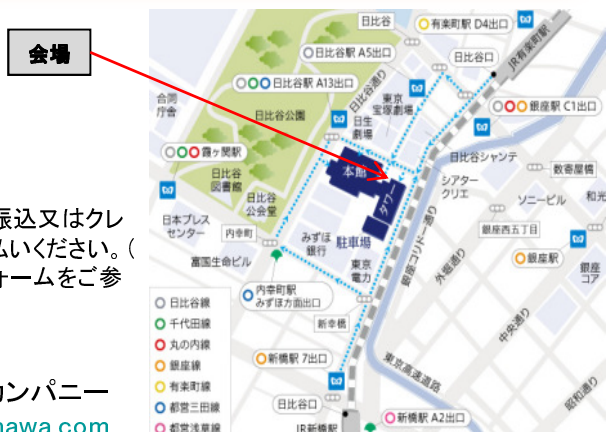 会場
日比谷
有楽町駅 D4出口
日比谷駅 A5出口
日比谷口
JR有楽町駅
日比谷駅 A13出口
日比谷通り
東京
宝塚劇場
銀座駅 C1出口
合同
庁舎
日比谷公園
日生
劇場
霞ヶ関駅
本館
日比谷シャンテ
数寄屋橋
日比谷
図書館
タワー
シアター
クリエ
日比谷
公会堂
ソニービル
和光
振込又はクレ
日本プレス
センター
内幸町
みずほ
銀行
駐車場
銀座コリドー通り
銀座西五丁目
払いください。(
富国生命ビル
東京
電力
外堀通り
銀座駅
銀座
コア
ォームをご参
内幸町駅
みずほ方面出口
日比谷線
千代田線
新幸橋
中央通り
丸の内線
銀座線
新橋駅 7出口
東京高速道路
有楽町線
昭和通り
カンパニー
都営三田線
日比谷口
nawa.com
都営浅草線
JR新橋駅
新橋駅 A2出口